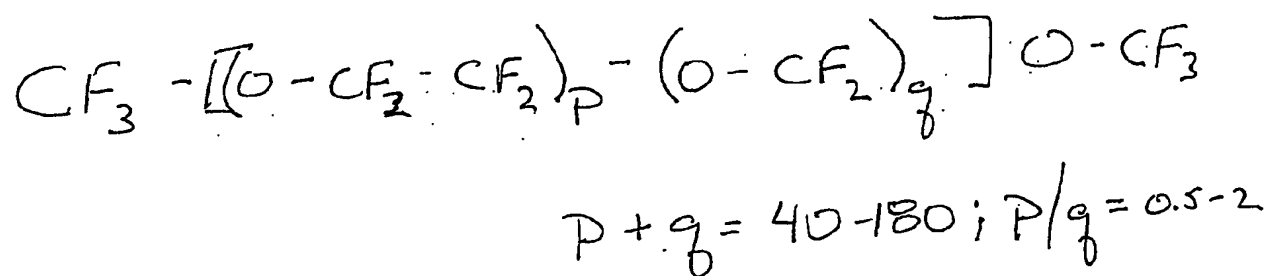 CF₃-[(O-CF₂-CF₂)p-(O-CF₂)q]O-CF₃
p+q=40-180; p/q=0.5-2